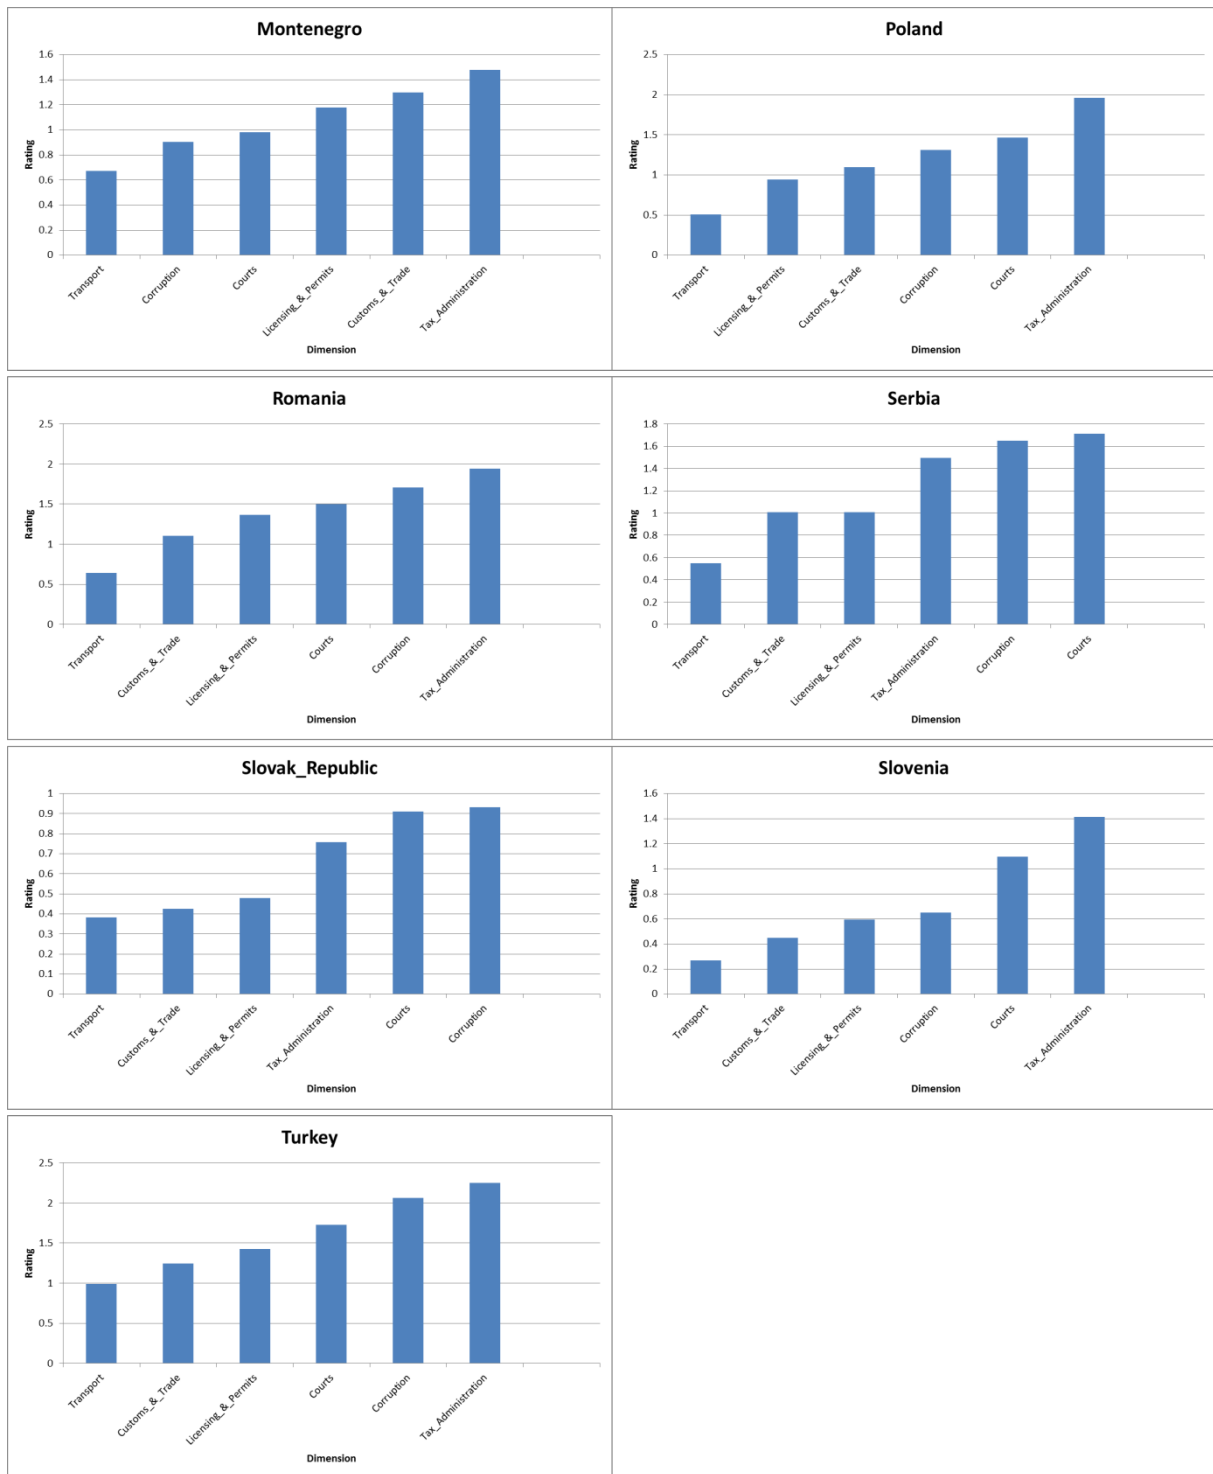 Montenegro
Rating
1.6
1.4
1.2
1
0.8
0.6
0.4
0.2
0
Transport
Corruption
Courts
Licensing_&_Permits
Customs_&_Trade
Tax_Administration
Dimension
Poland
Rating
2.5
2
1.5
1
0.5
0
Transport
Licensing_&_Permits
Customs_&_Trade
Corruption
Courts
Tax_Administration
Dimension
Romania
Rating
2.5
2
1.5
1
0.5
0
Transport
Customs_&_Trade
Licensing_&_Permits
Courts
Corruption
Tax_Administration
Dimension
Serbia
Rating
1.8
1.6
1.4
1.2
1
0.8
0.6
0.4
0.2
0
Transport
Customs_&_Trade
Licensing_&_Permits
Tax_Administration
Corruption
Courts
Dimension
Slovak_Republic
Rating
1
0.9
0.8
0.7
0.6
0.5
0.4
0.3
0.2
0.1
0
Transport
Customs_&_Trade
Licensing_&_Permits
Tax_Administration
Courts
Corruption
Dimension
Slovenia
Rating
1.6
1.4
1.2
1
0.8
0.6
0.4
0.2
0
Transport
Customs_&_Trade
Licensing_&_Permits
Corruption
Courts
Tax_Administration
Dimension
Turkey
Rating
2.5
2
1.5
1
0.5
0
Transport
Customs_&_Trade
Licensing_&_Permits
Courts
Corruption
Tax_Administration
Dimension